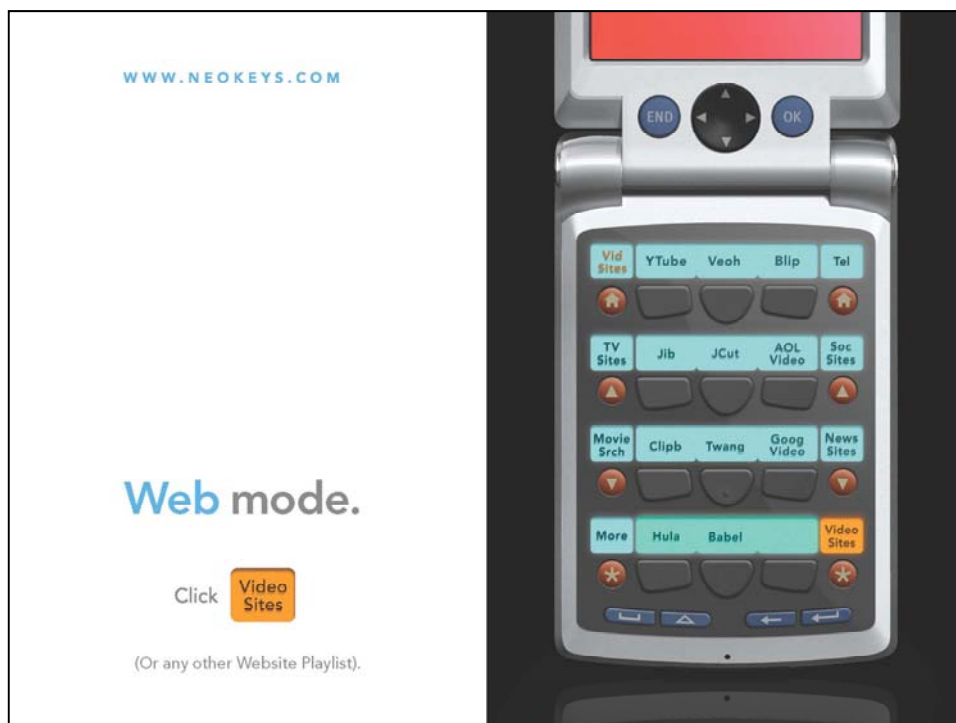 WWW.NEOKEYS.COM
Web mode.
Click Video Sites
(Or any other Website Playlist).
END OK
Vid Sites YTube Veoh Blip Tel
TV Sites Jib JCut AOL Video Soc Sites
Movie Srch Clipb Twang Goog Video News Sites
More Hula Babel Video Sites